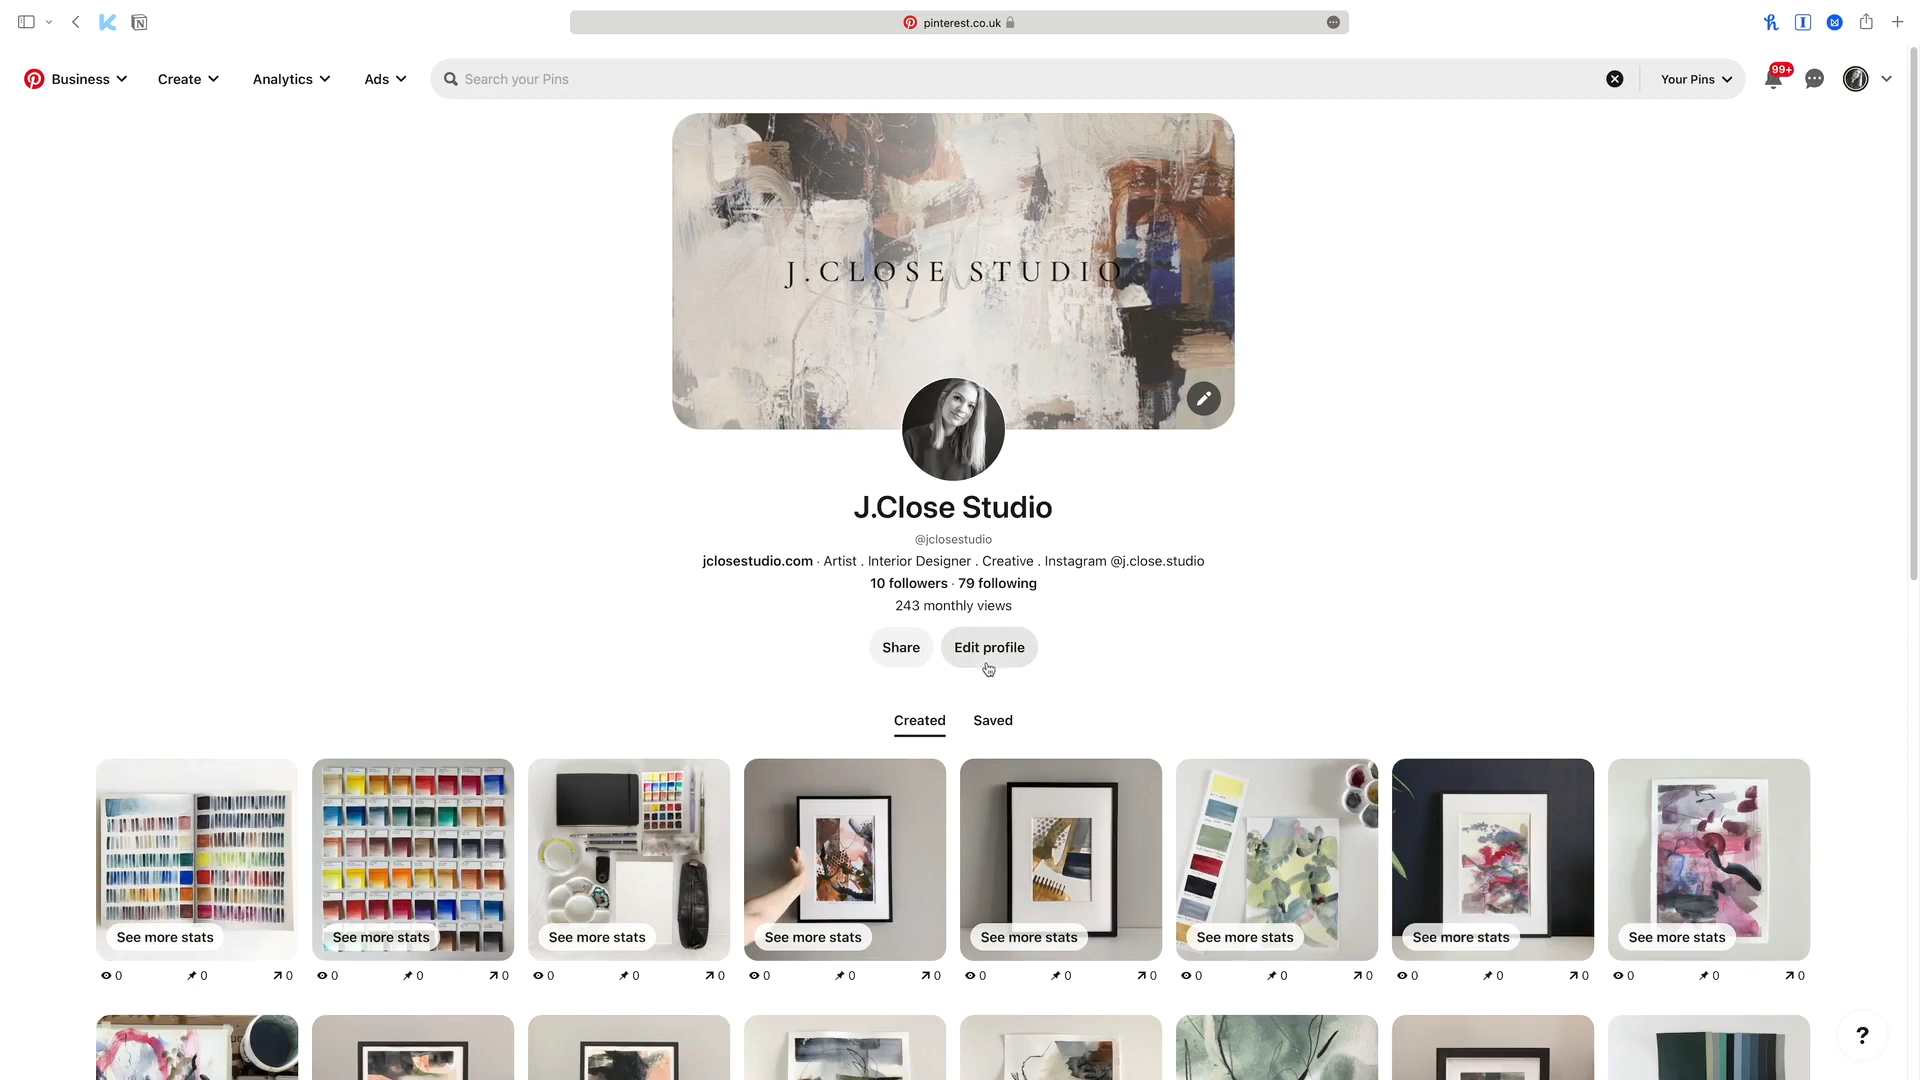 pinterest.co.uk
Business
Create
Analytics
Ads
Search your Pins
Your Pins
99+
J.CLOSE STUDIO
J.Close Studio
@jclosestudio
jclosestudio.com · Artist . Interior Designer . Creative . Instagram @j.close.studio
10 followers · 79 following
243 monthly views
Share Edit profile
Created Saved
See more stats See more stats See more stats See more stats See more stats See more stats See more stats See more stats
0 0 0 0 0 0 0 0 0 0 0 0 0 0 0 0 0 0 0 0 0 0 0 0
?